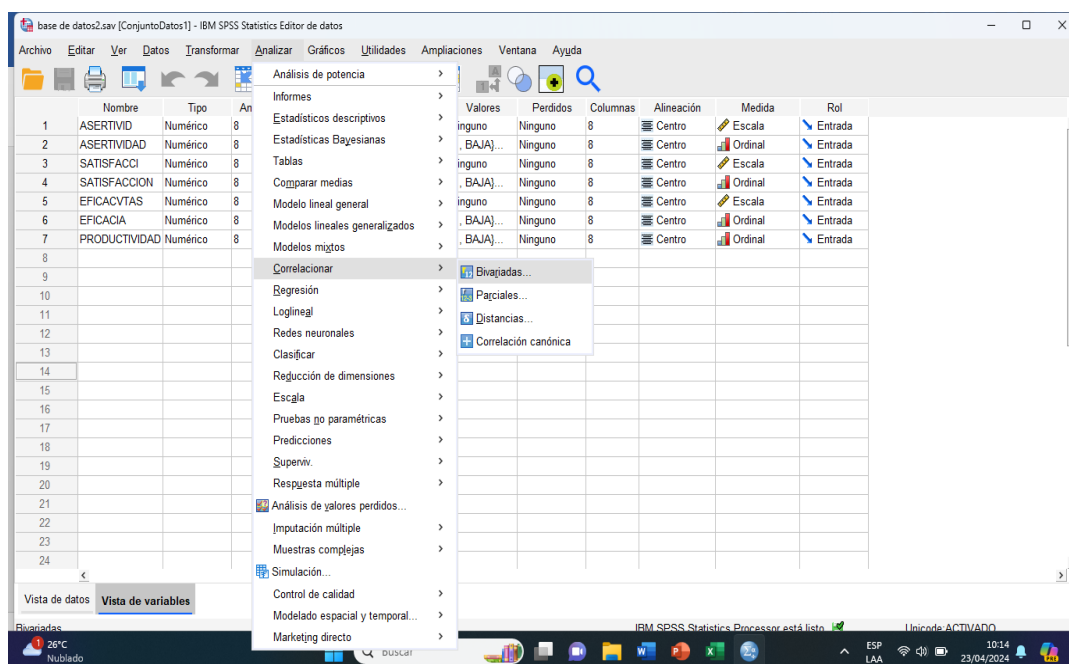 base de datos2.sav [ConjuntoDatos1] - IBM SPSS Statistics Editor de datos
Archivo Editar Ver Datos Transformar Analizar Gráficos Utilidades Ampliaciones Ventana Ayuda
Nombre Tipo An Valores Perdidos Columnas Alineación Medida Rol
1 ASERTIVID Numérico 8 inguno Ninguno 8 Centro Escala Entrada
2 ASERTIVIDAD Numérico 8 , BAJA}... Ninguno 8 Centro Ordinal Entrada
3 SATISFACCI Numérico 8 inguno Ninguno 8 Centro Escala Entrada
4 SATISFACCION Numérico 8 , BAJA}... Ninguno 8 Centro Ordinal Entrada
5 EFICACVTAS Numérico 8 inguno Ninguno 8 Centro Escala Entrada
6 EFICACIA Numérico 8 , BAJA}... Ninguno 8 Centro Ordinal Entrada
7 PRODUCTIVIDAD Numérico 8 , BAJA}... Ninguno 8 Centro Ordinal Entrada
8
9
10
11
12
13
14
15
16
17
18
19
20
21
22
23
24
Análisis de potencia
Informes
Estadísticos descriptivos
Estadísticas Bayesianas
Tablas
Comparar medias
Modelo lineal general
Modelos lineales generalizados
Modelos mixtos
Correlacionar
Regresión
Loglineal
Redes neuronales
Clasificar
Reducción de dimensiones
Escala
Pruebas no paramétricas
Predicciones
Superviv.
Respuesta múltiple
Análisis de valores perdidos...
Imputación múltiple
Muestras complejas
Simulación...
Control de calidad
Modelado espacial y temporal...
Marketing directo
Bivariadas...
Parciales...
Distancias...
Correlación canónica
Vista de datos Vista de variables
Bivariadas IBM SPSS Statistics Processor está listo Unicode:ACTIVADO
1 26°C
Nublado
Buscar
ESP
LAA
10:14
23/04/2024